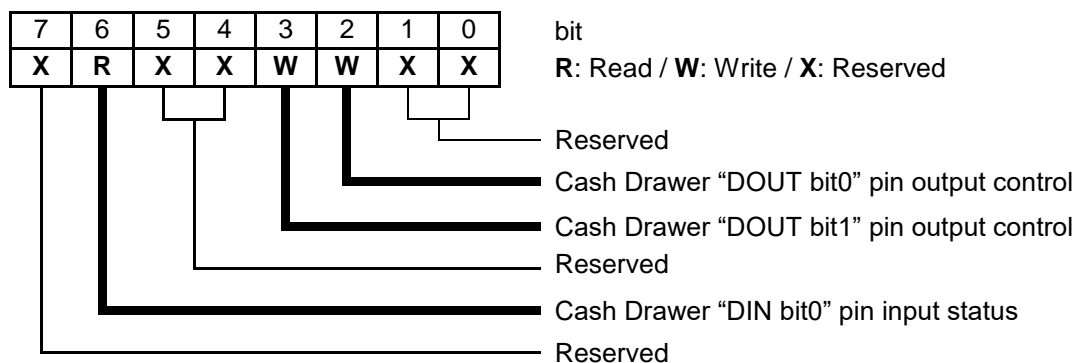 7 6 5 4 3 2 1 0 bit
X R X X W W X X R: Read / W: Write / X: Reserved
Reserved
Cash Drawer “DOUT bit0” pin output control
Cash Drawer “DOUT bit1” pin output control
Reserved
Cash Drawer “DIN bit0” pin input status
Reserved